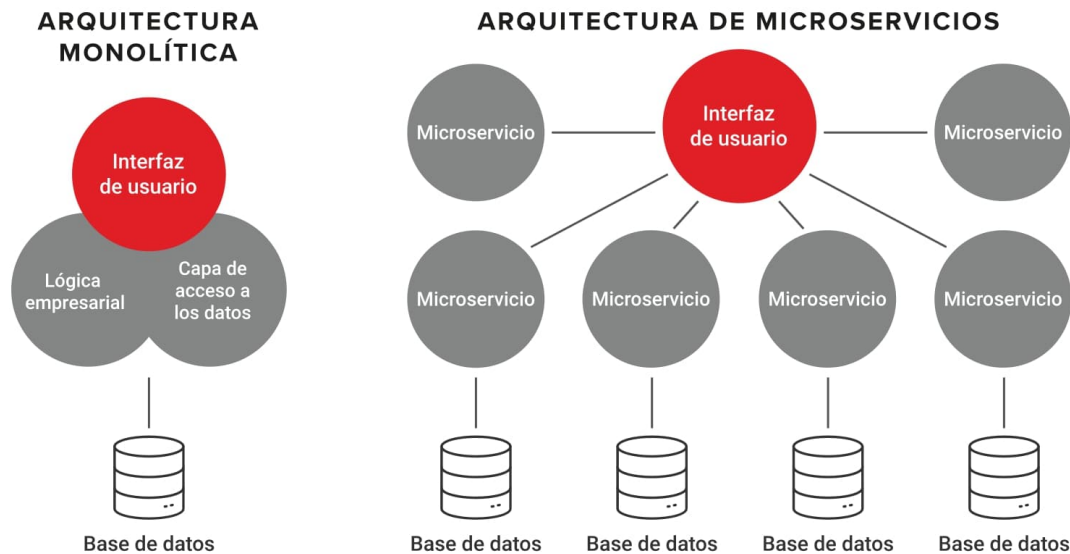 ARQUITECTURA
MONOLÍTICA
Interfaz
de usuario
Lógica
empresarial
Capa de
acceso a
los datos
Base de datos
ARQUITECTURA DE MICROSERVICIOS
Microservicio
Interfaz
de usuario
Microservicio
Microservicio
Microservicio
Microservicio
Microservicio
Base de datos
Base de datos
Base de datos
Base de datos